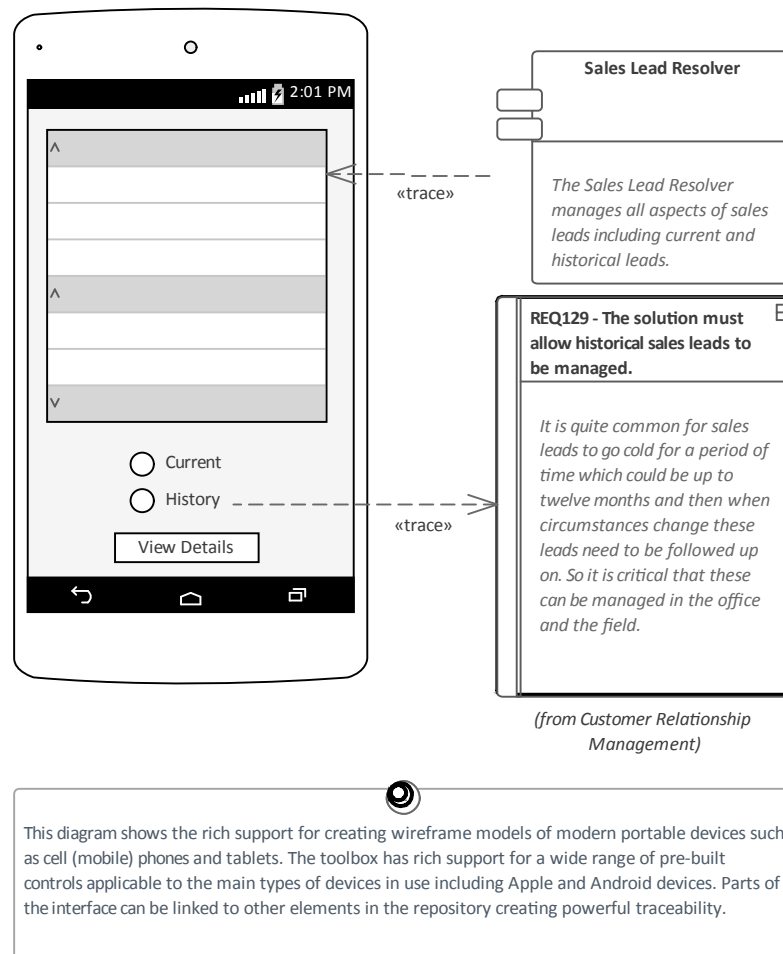 2:01 PM
^
^
v
Current
History
View Details
«trace»
«trace»
Sales Lead Resolver
The Sales Lead Resolver
manages all aspects of sales
leads including current and
historical leads.
REQ129 - The solution must
allow historical sales leads to
be managed.
E
It is quite common for sales
leads to go cold for a period of
time which could be up to
twelve months and then when
circumstances change these
leads need to be followed up
on. So it is critical that these
can be managed in the office
and the field.
(from Customer Relationship
Management)
This diagram shows the rich support for creating wireframe models of modern portable devices such
as cell (mobile) phones and tablets. The toolbox has rich support for a wide range of pre-built
controls applicable to the main types of devices in use including Apple and Android devices. Parts of
the interface can be linked to other elements in the repository creating powerful traceability.